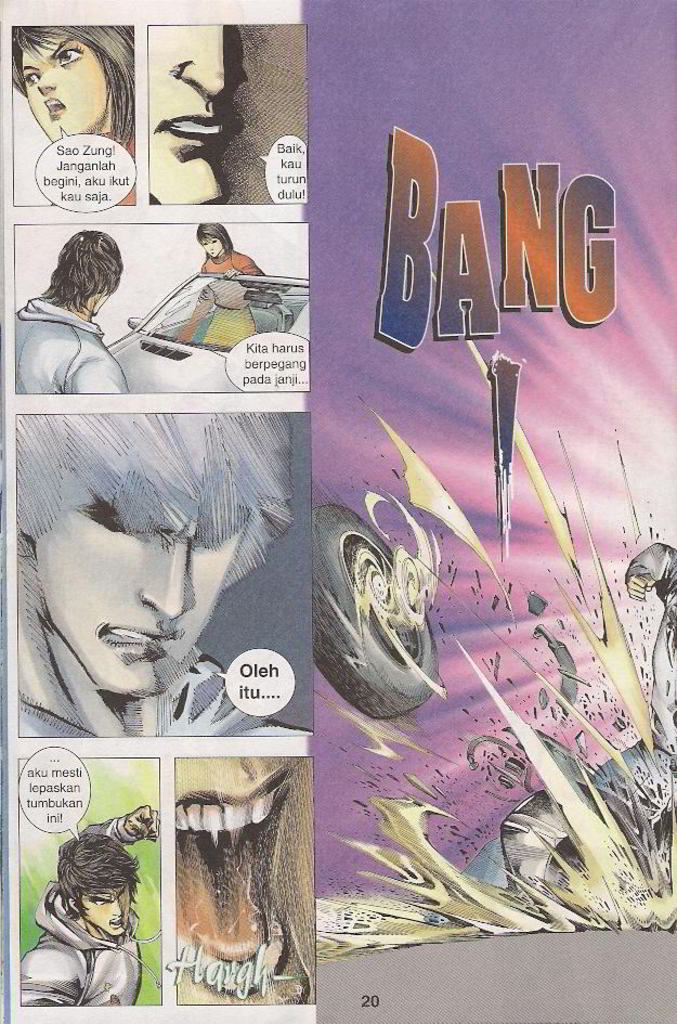 Sao Zung!
Janganlah
begini, aku ikut
kau saja.
Baik,
kau
turun
dulu!
Kita harus
berpegang
pada janji...
Oleh
itu....
...
aku mesti
lepaskan
tumbukan
ini!
Hargh
BANG!
20